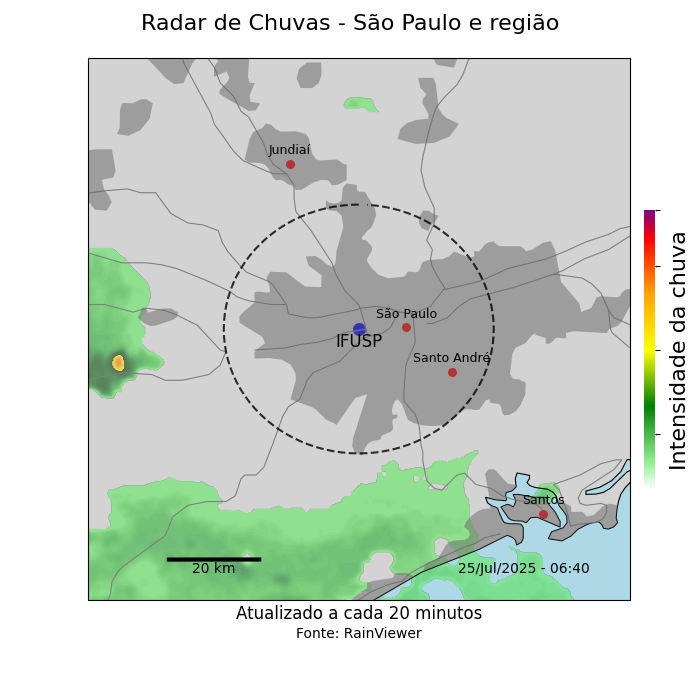 Radar de Chuvas - São Paulo e região
Jundiaí
São Paulo
IFUSP
Santo André
Santos
20 km
25/Jul/2025 - 06:40
Intensidade da chuva
Atualizado a cada 20 minutos
Fonte: RainViewer